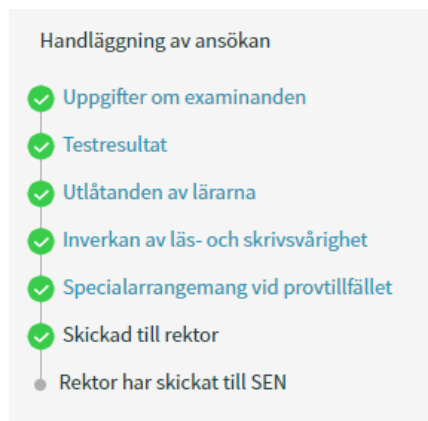 Handläggning av ansökan
Uppgifter om examinanden
Testresultat
Utlåtanden av lärarna
Inverkan av läs- och skrivsvårighet
Specialarrangemang vid provtillfället
Skickad till rektor
Rektor har skickat till SEN